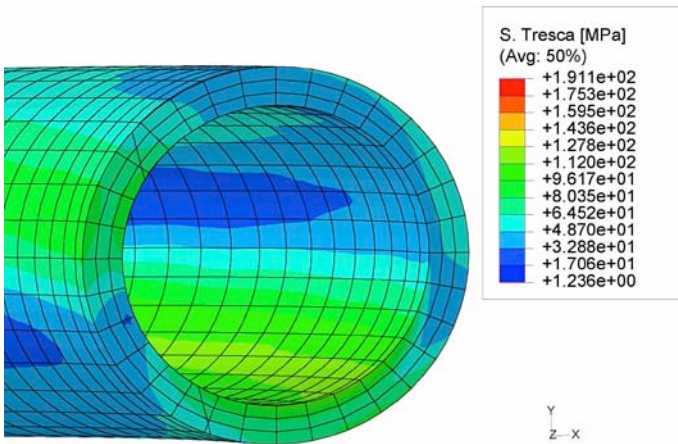 S. Tresca [MPa]
(Avg: 50%)
+1.911e+02
+1.753e+02
+1.595e+02
+1.436e+02
+1.278e+02
+1.120e+02
+9.617e+01
+8.035e+01
+6.452e+01
+4.870e+01
+3.288e+01
+1.706e+01
+1.236e+00
Y
Z X